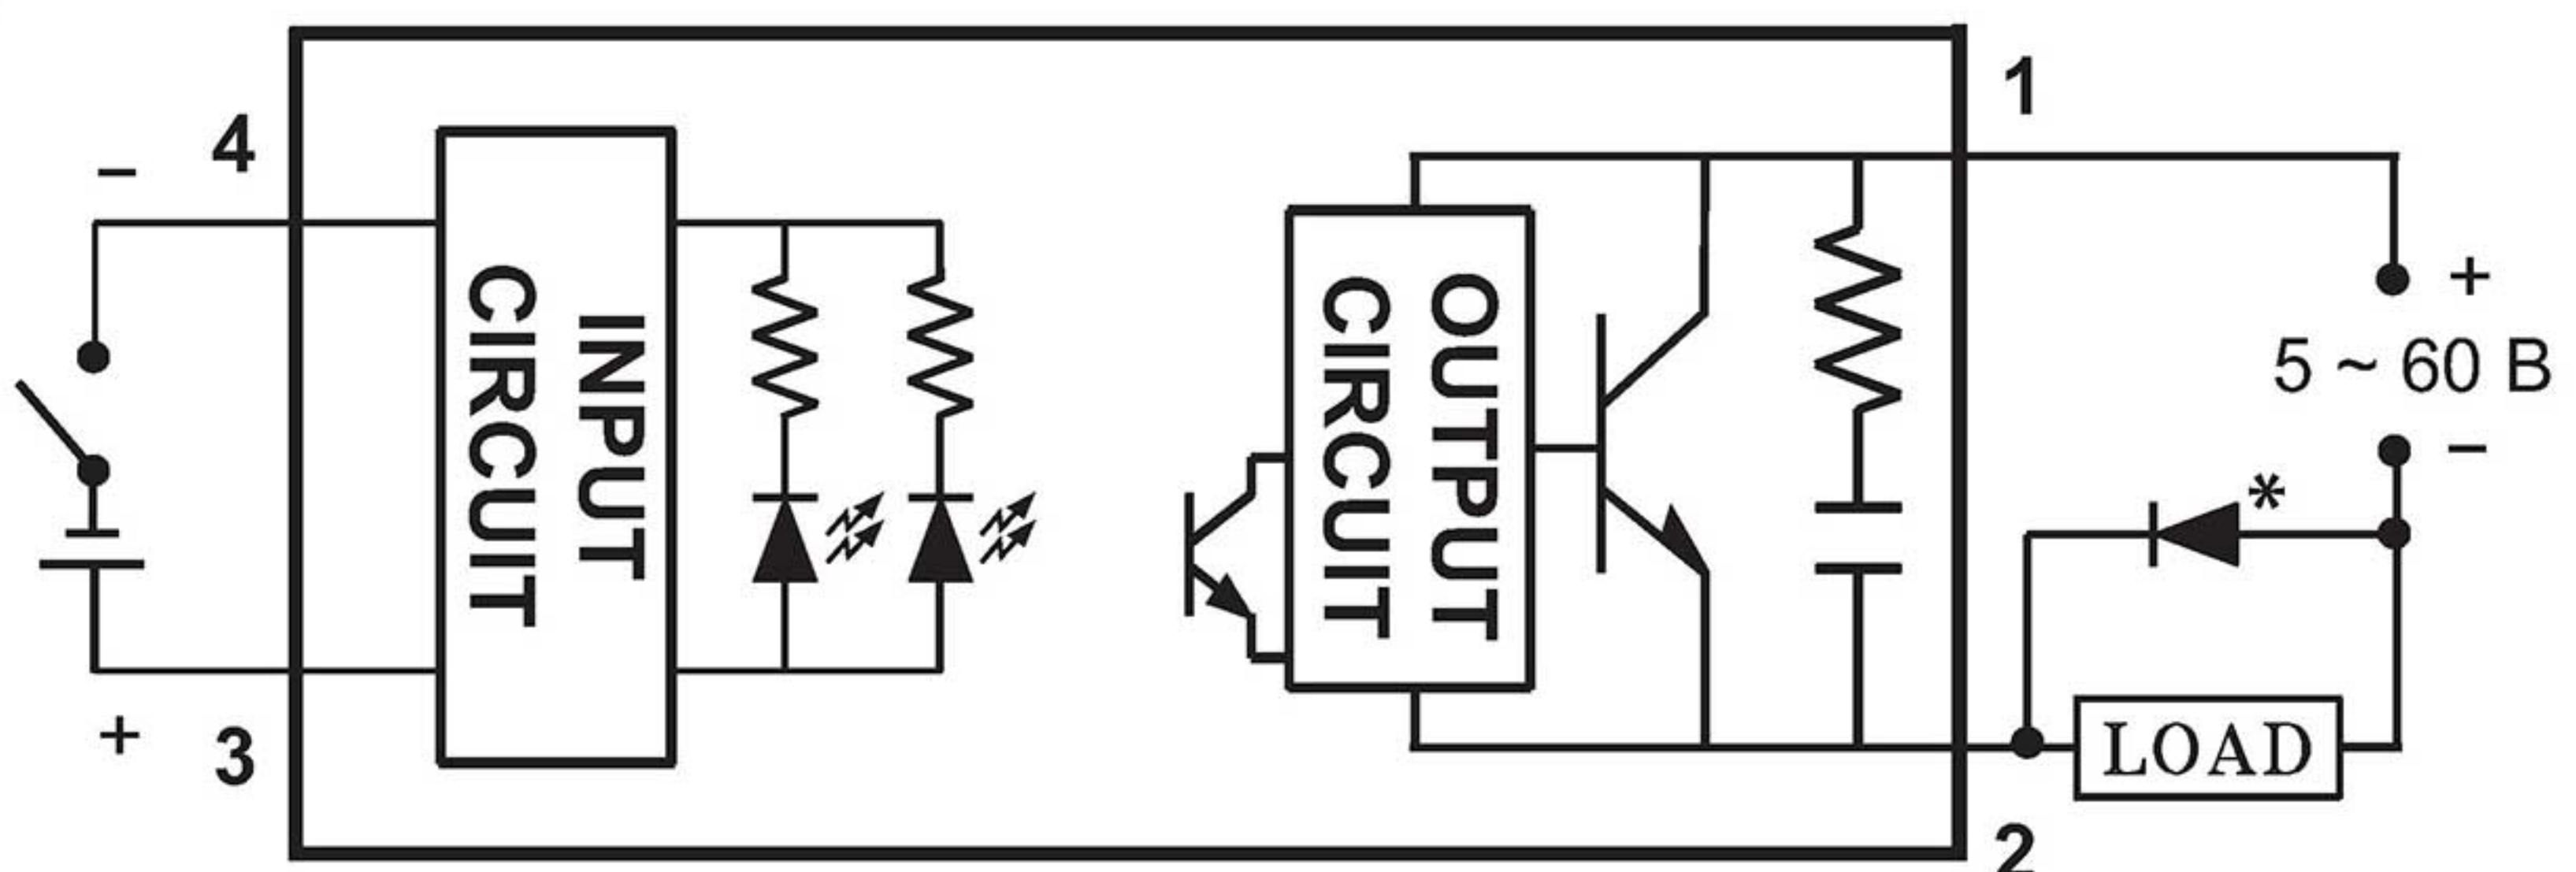 4
–
INPUT
CIRCUIT
+
3
OUTPUT
CIRCUIT
1
+
5 ~ 60 В
–
*
LOAD
2